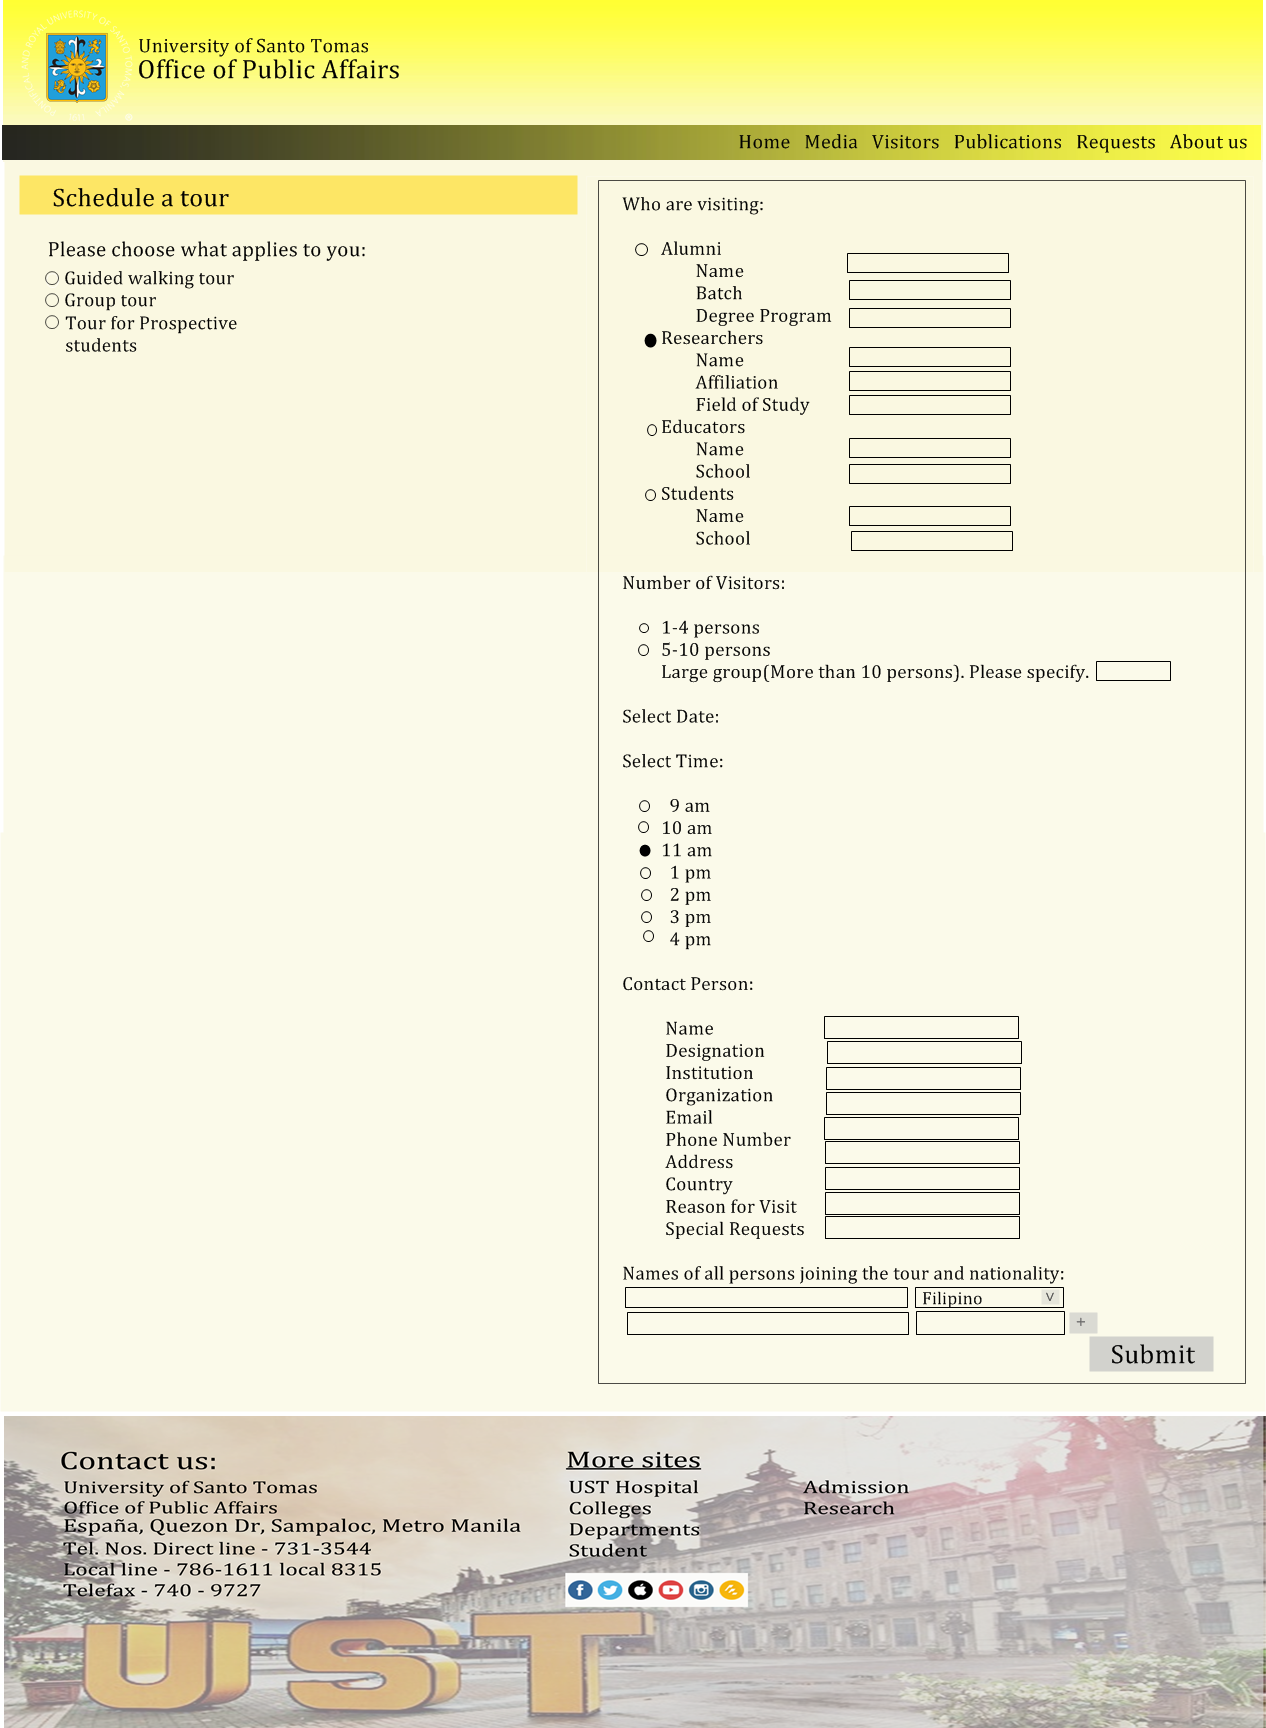 University of Santo Tomas
Office of Public Affairs
Home Media Visitors Publications Requests About us
Schedule a tour
Please choose what applies to you:
Guided walking tour
Group tour
Tour for Prospective
students
Who are visiting:
Alumni
Name
Batch
Degree Program
Researchers
Name
Affiliation
Field of Study
Educators
Name
School
Students
Name
School
Number of Visitors:
1-4 persons
5-10 persons
Large group(More than 10 persons). Please specify.
Select Date:
Select Time:
9 am
10 am
11 am
1 pm
2 pm
3 pm
4 pm
Contact Person:
Name
Designation
Institution
Organization
Email
Phone Number
Address
Country
Reason for Visit
Special Requests
Names of all persons joining the tour and nationality:
Filipino V
+
Submit
Contact us:
University of Santo Tomas
Office of Public Affairs
España, Quezon Dr, Sampaloc, Metro Manila
Tel. Nos. Direct line - 731-3544
Local line - 786-1611 local 8315
Telefax - 740 - 9727
More sites
UST Hospital
Colleges
Departments
Student
Admission
Research
UST